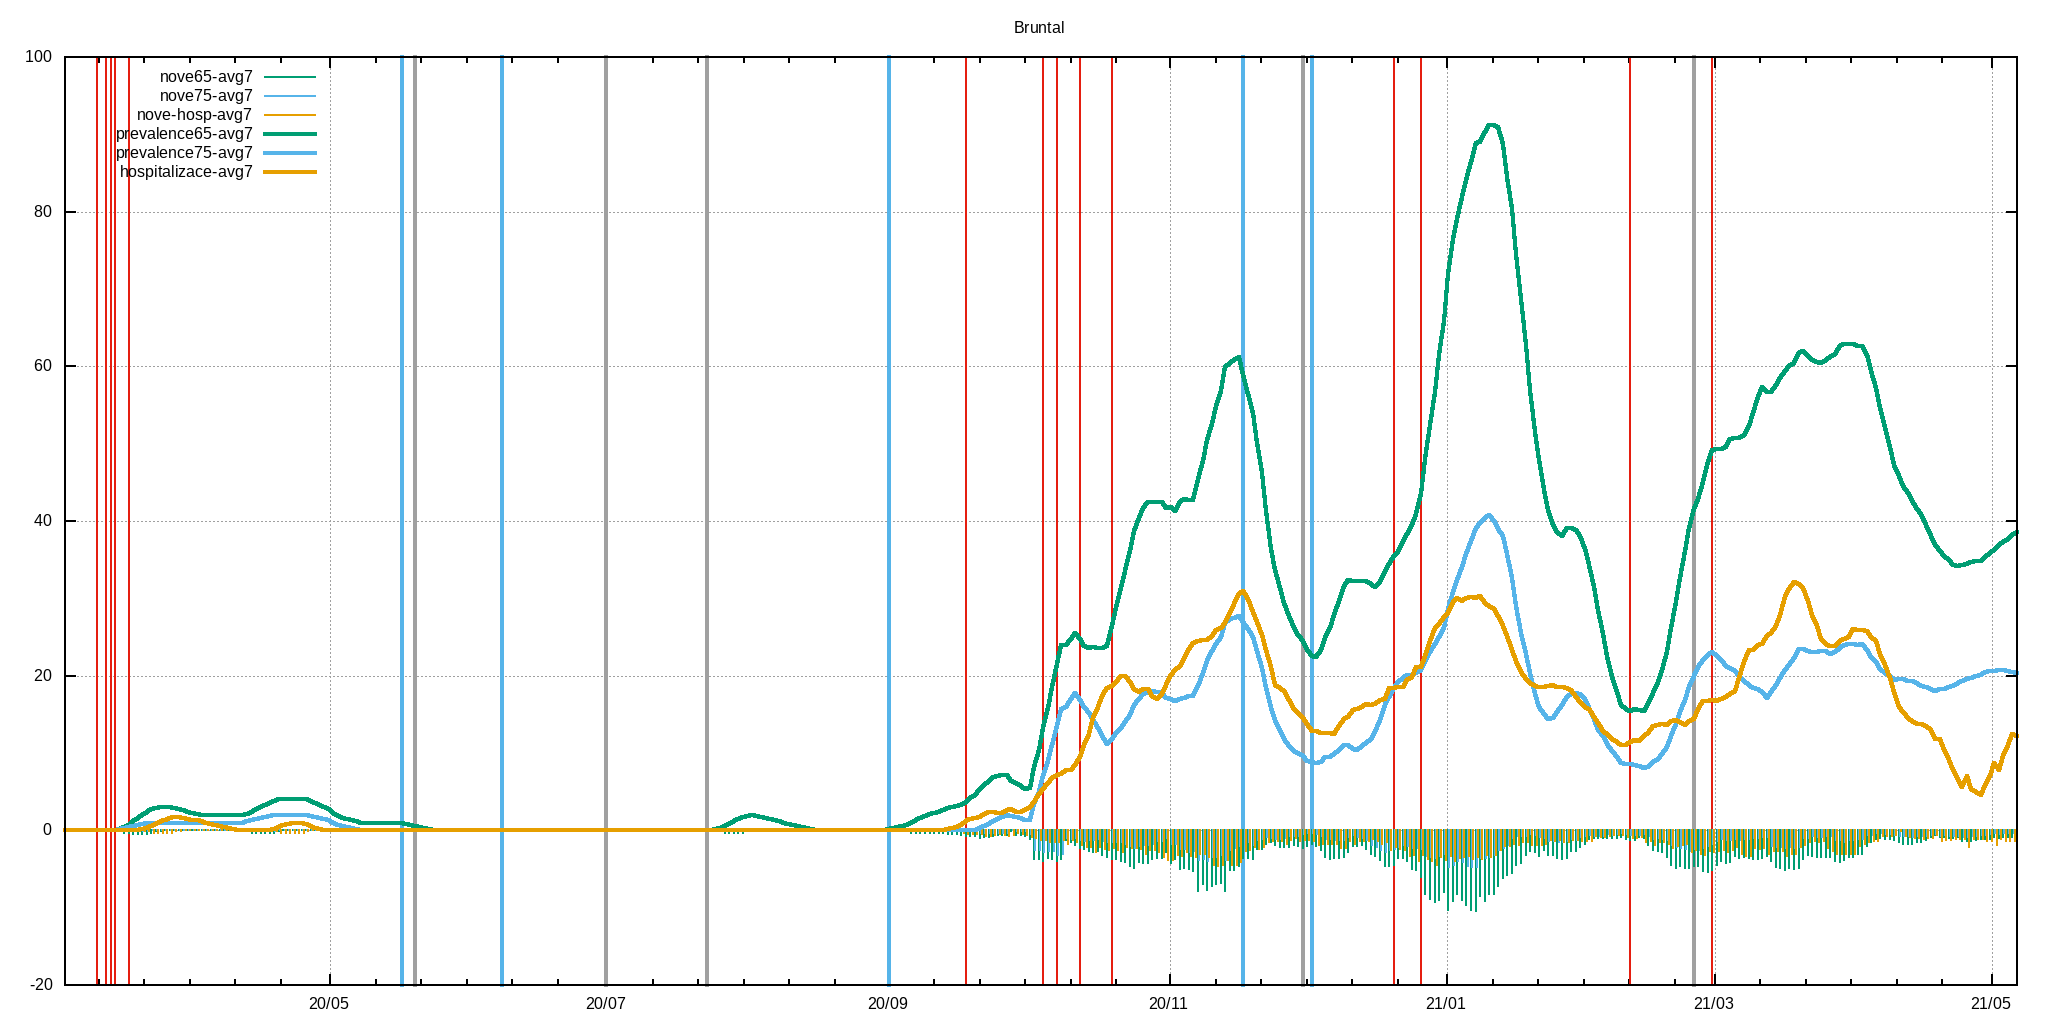 Bruntal
100
nove65-avg7
nove75-avg7
nove-hosp-avg7
prevalence65-avg7
prevalence75-avg7
hospitalizace-avg7
80
60
40
20
0
-20
20/05 20/07 20/09 20/11 21/01 21/03 21/05